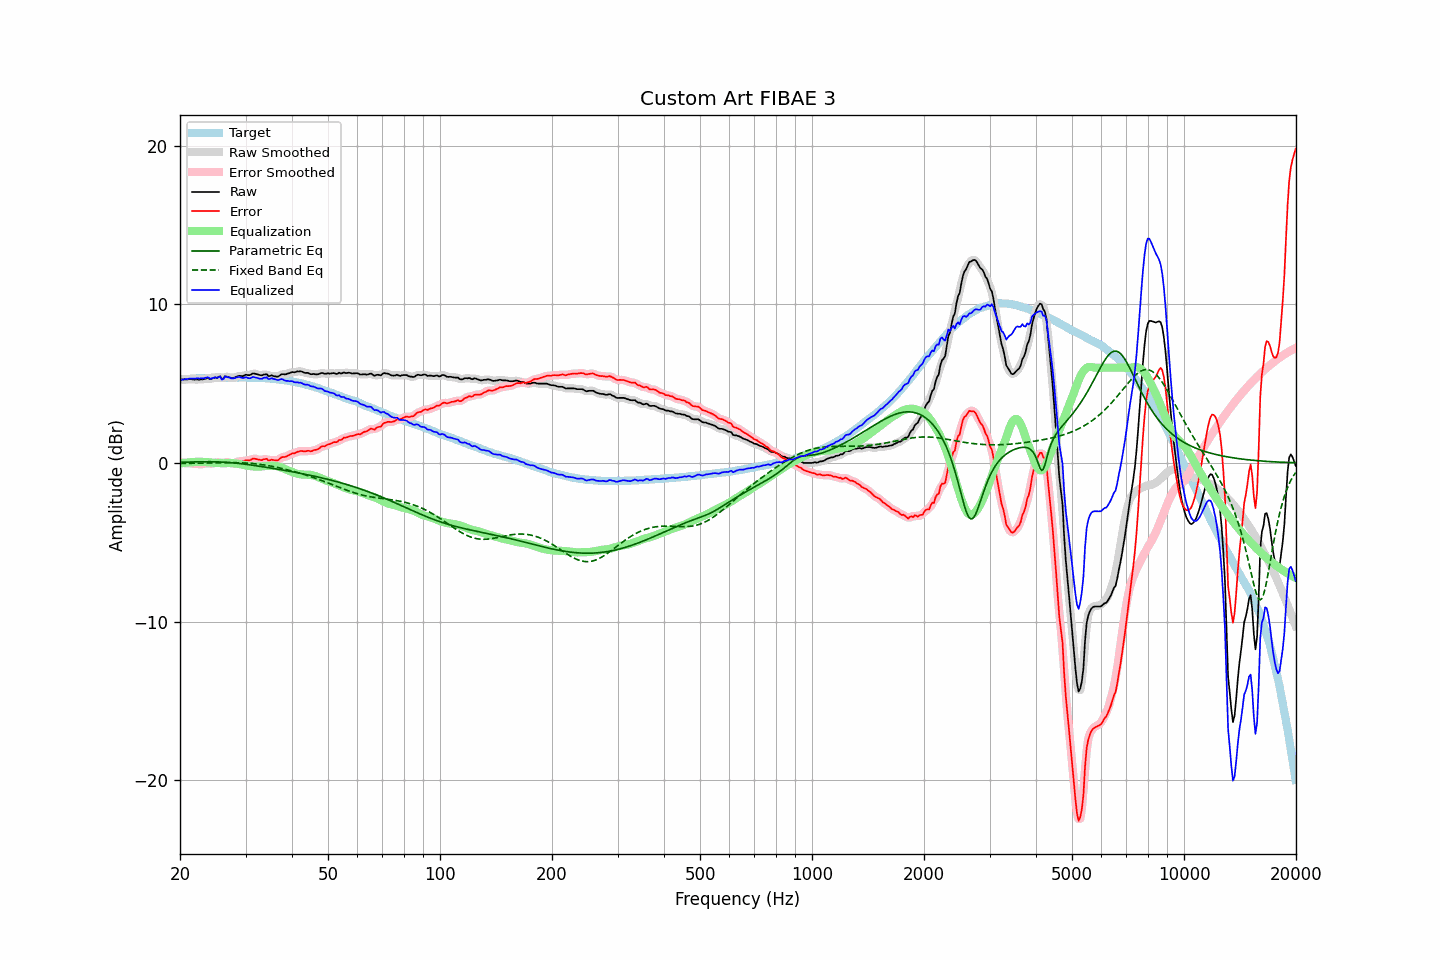 Custom Art FIBAE 3
Target
Raw Smoothed
Error Smoothed
Raw
Error
Equalization
Parametric Eq
Fixed Band Eq
Equalized
20
10
0
−10
−20
Amplitude (dBr)
20 50 100 200 500 1000 2000 5000 10000 20000
Frequency (Hz)